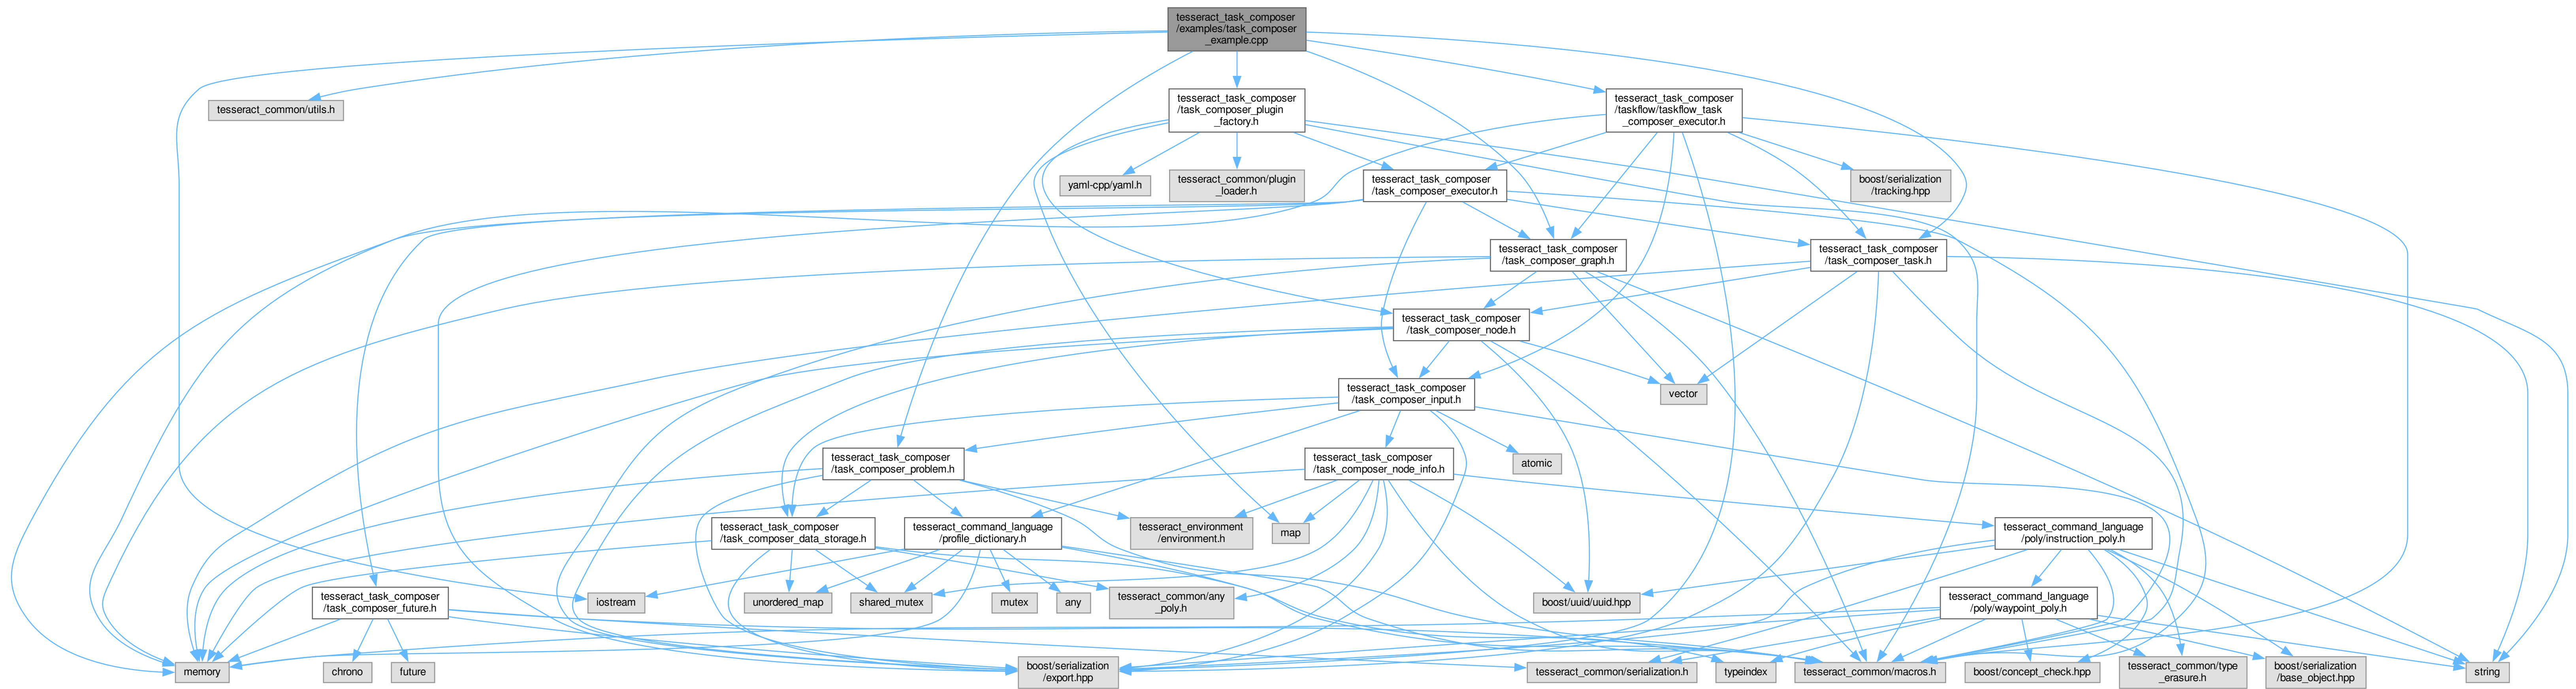 tesseract_task_composer
/examples/task_composer
_example.cpp
tesseract_common/utils.h
tesseract_task_composer
/task_composer_plugin
_factory.h
tesseract_task_composer
/taskflow/taskflow_task
_composer_executor.h
yaml-cpp/yaml.h
tesseract_common/plugin
_loader.h
tesseract_task_composer
/task_composer_executor.h
boost/serialization
/tracking.hpp
tesseract_task_composer
/task_composer_graph.h
tesseract_task_composer
/task_composer_task.h
tesseract_task_composer
/task_composer_node.h
tesseract_task_composer
/task_composer_input.h
vector
tesseract_task_composer
/task_composer_problem.h
tesseract_task_composer
/task_composer_node_info.h
atomic
tesseract_task_composer
/task_composer_data_storage.h
tesseract_command_language
/profile_dictionary.h
tesseract_environment
/environment.h
map
tesseract_command_language
/poly/instruction_poly.h
tesseract_task_composer
/task_composer_future.h
iostream
unordered_map
shared_mutex
mutex
any
tesseract_common/any
_poly.h
boost/uuid/uuid.hpp
tesseract_command_language
/poly/waypoint_poly.h
memory
chrono
future
boost/serialization
/export.hpp
tesseract_common/serialization.h
typeindex
tesseract_common/macros.h
boost/concept_check.hpp
tesseract_common/type
_erasure.h
boost/serialization
/base_object.hpp
string